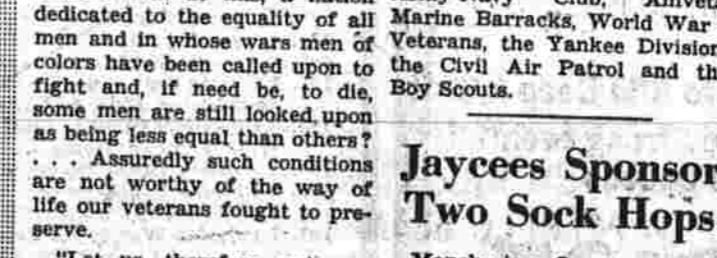 dedicated to the equality of all
men and in whose wars men of
colors have been called upon to
fight and, if need be, to die,
some men are still looked upon
as being less equal than others?
. . . Assuredly such conditions
are not worthy of the way of
life our veterans fought to pre-
serve.
Marine Barracks, World War
Veterans, the Yankee Division
the Civil Air Patrol and th
Boy Scouts.
Jaycees Sponsor
Two Sock Hops